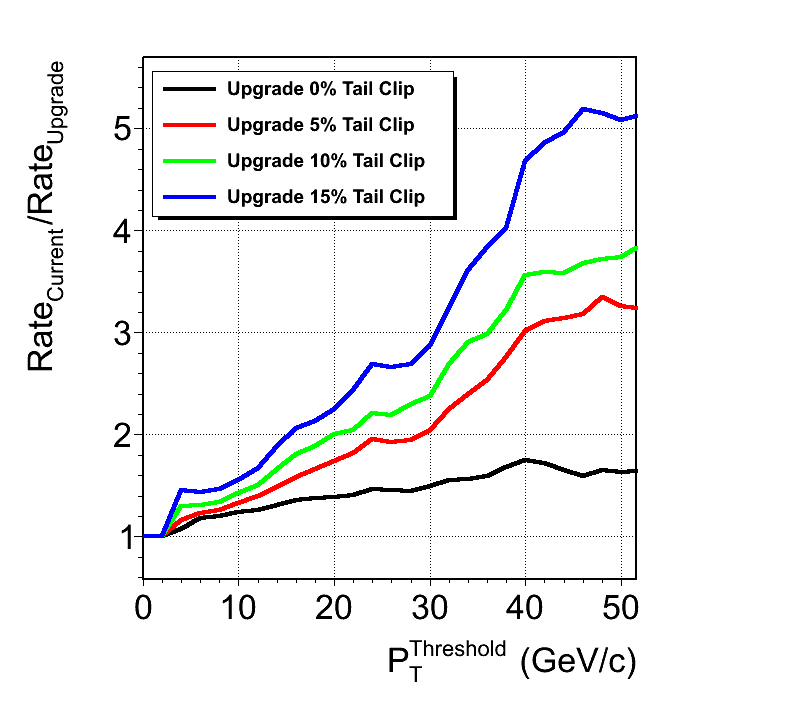 Rate_Current/Rate_Upgrade
Upgrade 0% Tail Clip
Upgrade 5% Tail Clip
Upgrade 10% Tail Clip
Upgrade 15% Tail Clip
5
4
3
2
1
0 10 20 30 40 50
P_T^Threshold (GeV/c)